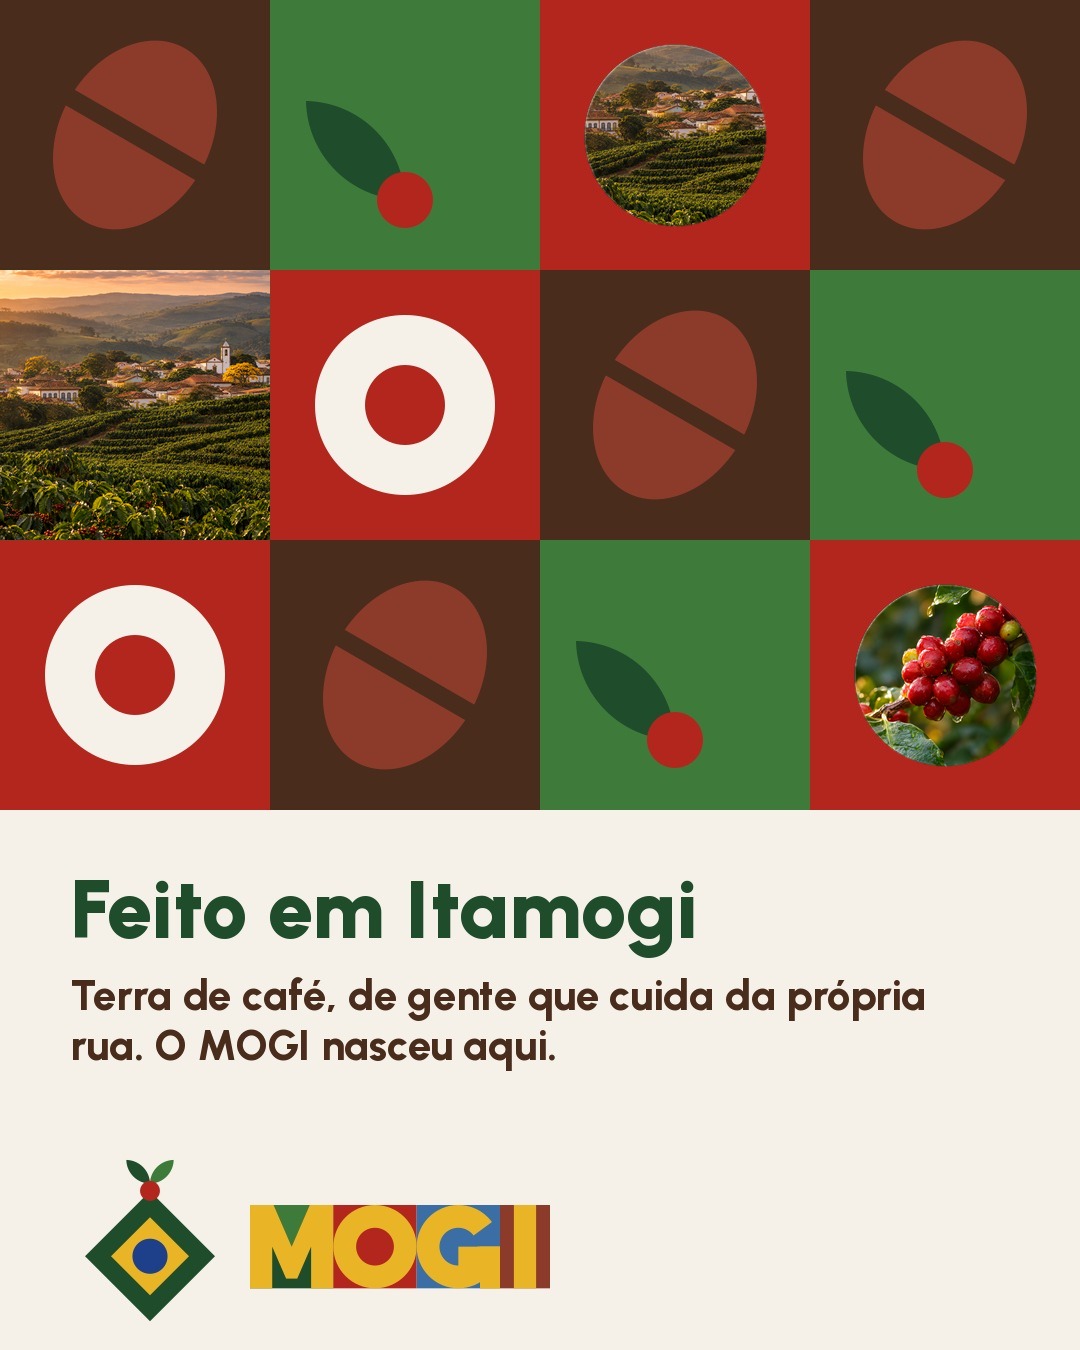 Feito em Itamogi
Terra de café, de gente que cuida da própria
rua. O MOGI nasceu aqui.
MOGI